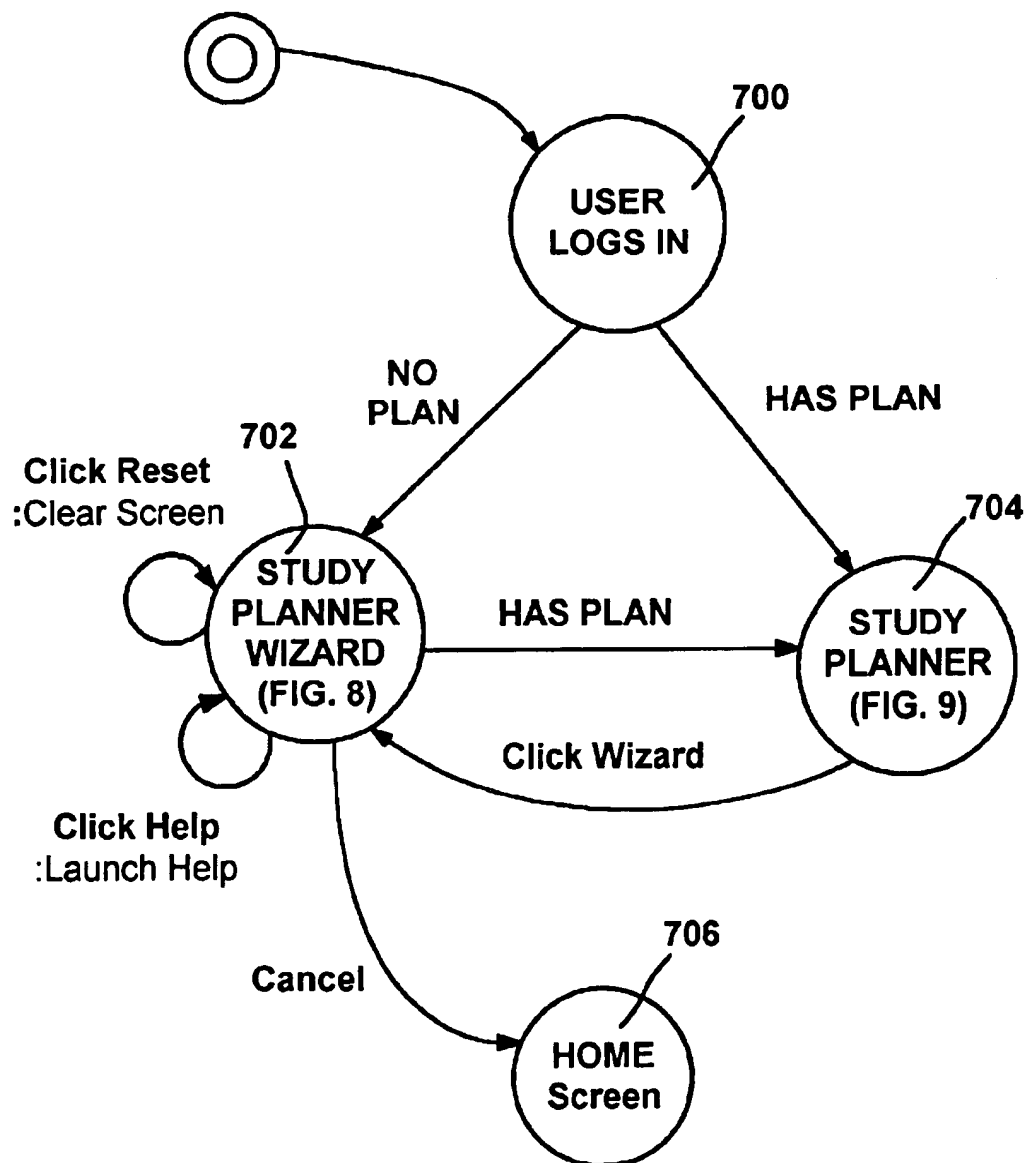 700
USER
LOGS IN
NO
PLAN
HAS PLAN
702
Click Reset
:Clear Screen
704
STUDY
PLANNER
WIZARD
(FIG. 8)
HAS PLAN
STUDY
PLANNER
(FIG. 9)
Click Wizard
Click Help
:Launch Help
706
Cancel
HOME
Screen